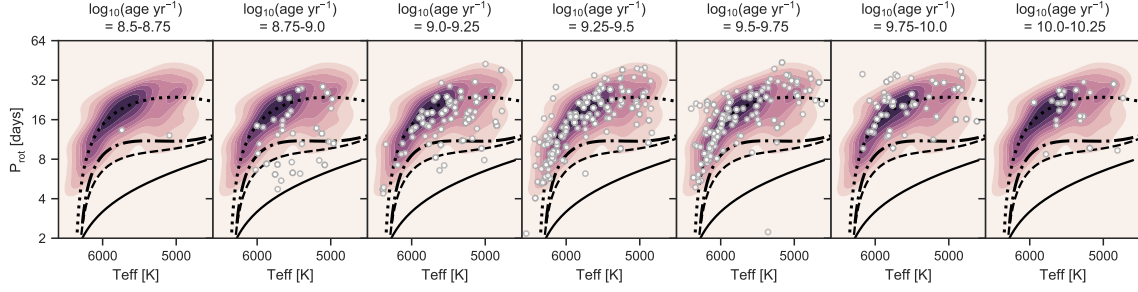 log₁₀(age yr⁻¹)
= 8.5-8.75
log₁₀(age yr⁻¹)
= 8.75-9.0
log₁₀(age yr⁻¹)
= 9.0-9.25
log₁₀(age yr⁻¹)
= 9.25-9.5
log₁₀(age yr⁻¹)
= 9.5-9.75
log₁₀(age yr⁻¹)
= 9.75-10.0
log₁₀(age yr⁻¹)
= 10.0-10.25
P_rot [days]
64
32
16
8
4
2
6000 5000
6000 5000
6000 5000
6000 5000
6000 5000
6000 5000
6000 5000
Teff [K]
Teff [K]
Teff [K]
Teff [K]
Teff [K]
Teff [K]
Teff [K]